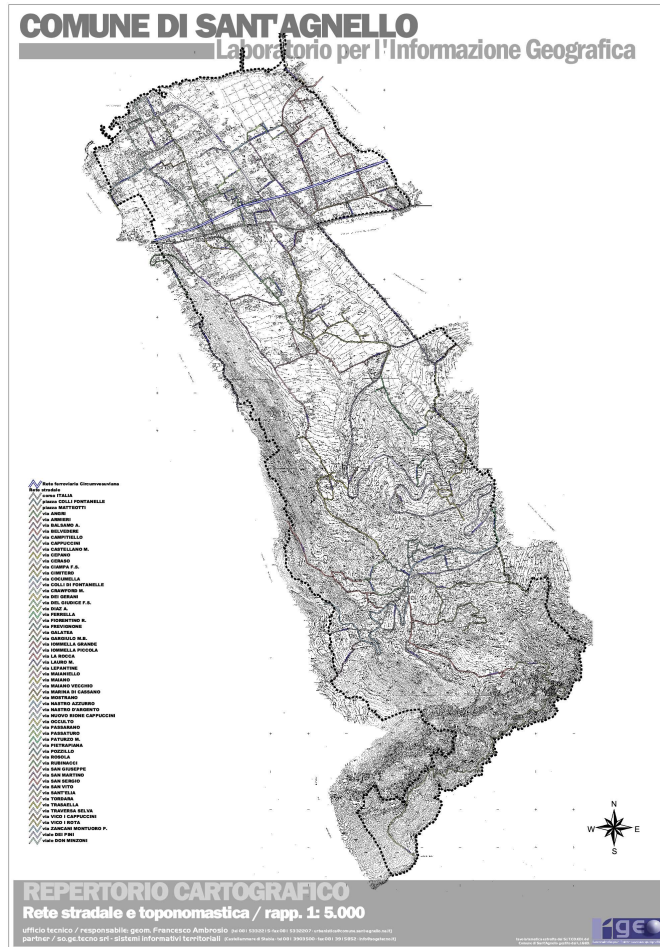 COMUNE DI SANT'AGNELLO
Laboratorio per l'Informazione Geografica
Rete ferroviaria Circumvesuviana
Rete stradale
corso ITALIA
piazza COLLI FONTANELLE
piazza MATTEOTTI
via ANGRI
via ARMIERI
via BALSAMO A.
via BELVEDERE
via CAMPITIELLO
via CAPPUCCINI
via CASTELLANO M.
via CEPANO
via CERASO
via CIAMPA F.S.
via CIMITERO
via COCUMELLA
via COLLI DI FONTANELLE
via CRAWFORD M.
via DEI GERANI
via DEL GIUDICE F.S.
via DIAZ A.
via FERRELLA
via FIORENTINO R.
via FREVIGNONE
via GALATEA
via GARGIULO M.B.
via IOMMELLA GRANDE
via IOMMELLA PICCOLA
via LA ROCCA
via LAURO M.
via LEPANTINE
via MAIANIELLO
via MAIANO
via MAIANO VECCHIO
via MARINA DI CASSANO
via MOSTRANO
via NASTRO AZZURRO
via NASTRO D'ARGENTO
via NUOVO RIONE CAPPUCCINI
via OCCULTO
via PASSARANO
via PASSATURO
via PATURZO M.
via PIETRAPIANA
via POZZILLO
via ROSOLA
via RUBINACCI
via SAN GIUSEPPE
via SAN MARTINO
via SAN SERGIO
via SAN VITO
via SANT'ELIA
via TORDARA
via TRASAELLA
via TRAVERSA SELVA
via VICO I CAPPUCCINI
via VICO I ROTA
via ZANCANI MONTUORO P.
viale DEI PINI
viale DON MINZONI
N
W E
S
REPERTORIO CARTOGRAFICO
Rete stradale e toponomastica / rapp. 1: 5.000
ufficio tecnico / responsabile: geom. Francesco Ambrosio
partner / so.ge.tecno srl - sistemi informativi territoriali
igeo